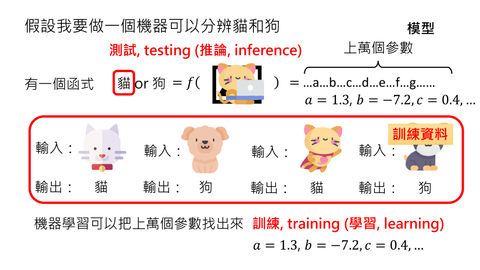 假設我要做一個機器可以分辨貓和狗
模型
測試, testing (推論, inference)
上萬個參數
有一個函式 貓 or 狗 = f( ) = …a…b…c…d…e…f…g……
a = 1.3, b = −7.2, c = 0.4, …
訓練資料
輸入： 輸入： 輸入： 輸入：
輸出： 貓 輸出： 狗 輸出： 貓 輸出： 狗
機器學習可以把上萬個參數找出來 訓練, training (學習, learning)
a = 1.3, b = −7.2, c = 0.4, …